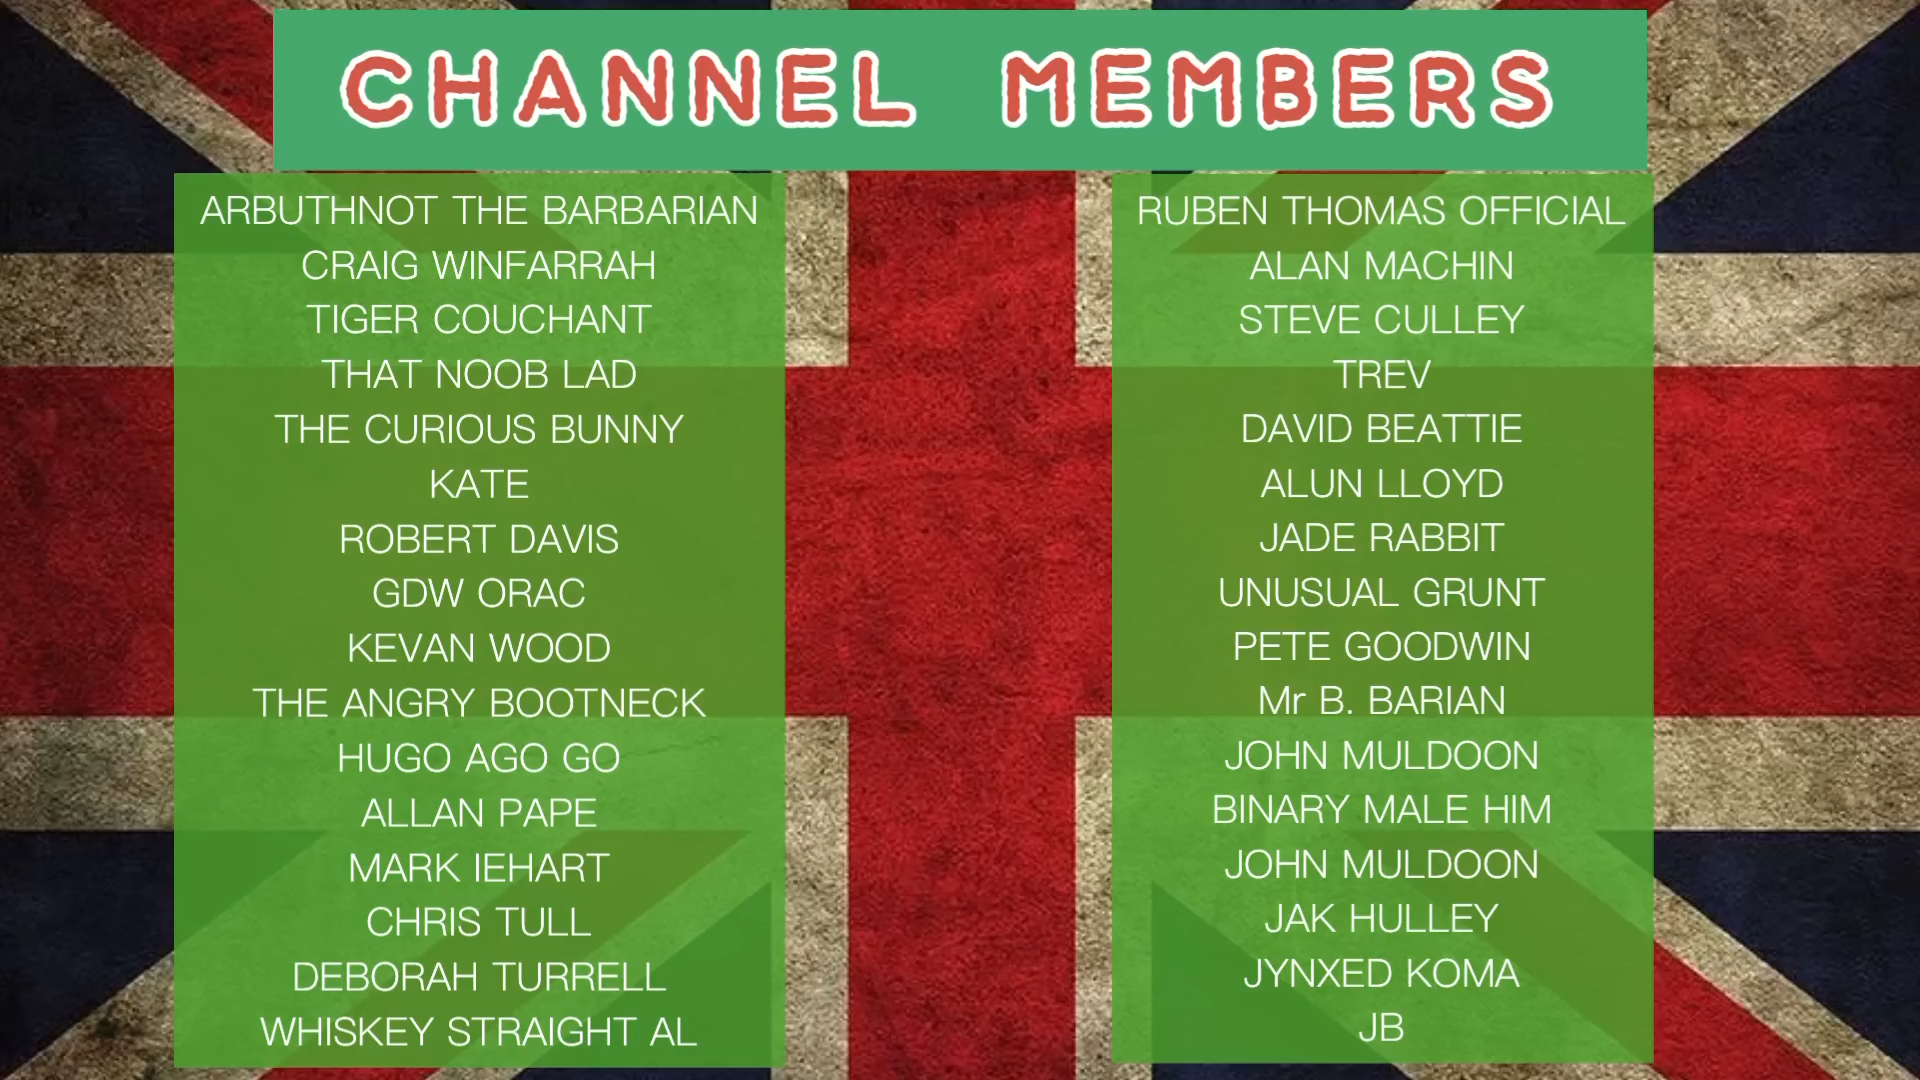 CHANNEL MEMBERS
ARBUTHNOT THE BARBARIAN
CRAIG WINFARRAH
TIGER COUCHANT
THAT NOOB LAD
THE CURIOUS BUNNY
KATE
ROBERT DAVIS
GDW ORAC
KEVAN WOOD
THE ANGRY BOOTNECK
HUGO AGO GO
ALLAN PAPE
MARK IEHART
CHRIS TULL
DEBORAH TURRELL
WHISKEY STRAIGHT AL
RUBEN THOMAS OFFICIAL
ALAN MACHIN
STEVE CULLEY
TREV
DAVID BEATTIE
ALUN LLOYD
JADE RABBIT
UNUSUAL GRUNT
PETE GOODWIN
Mr B. BARIAN
JOHN MULDOON
BINARY MALE HIM
JOHN MULDOON
JAK HULLEY
JYNXED KOMA
JB